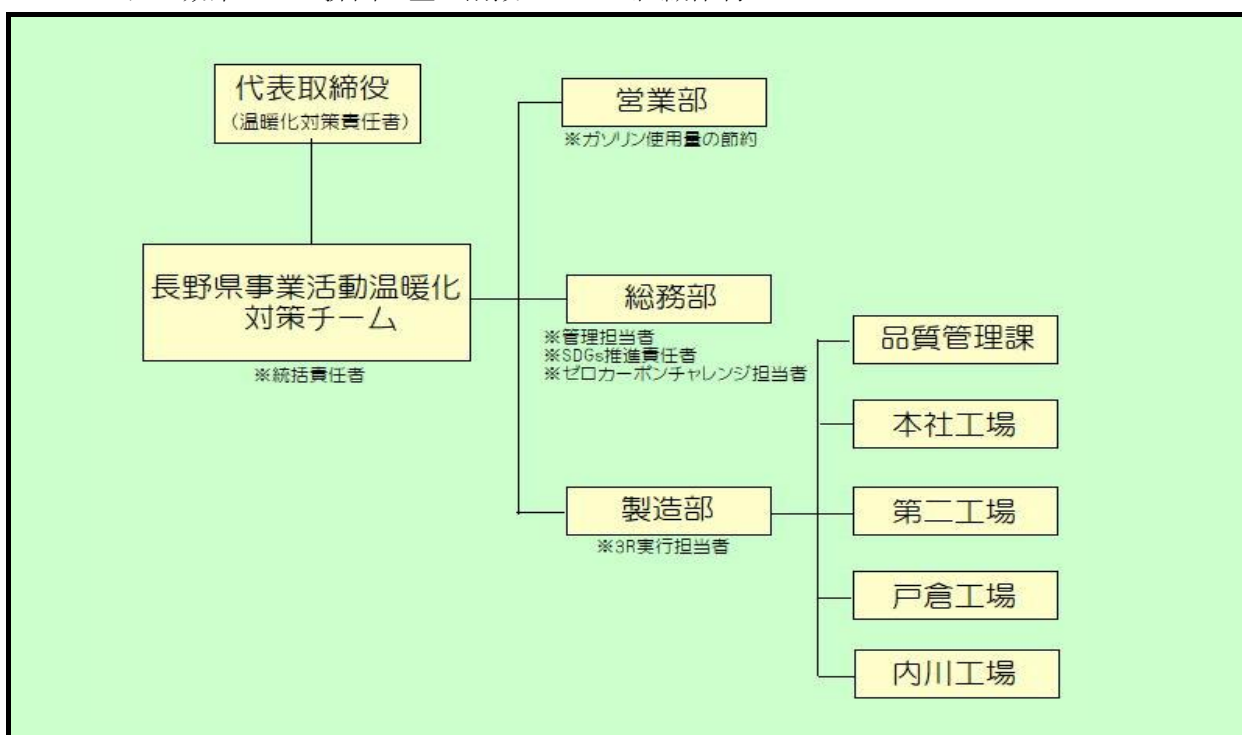 代表取締役
（温暖化対策責任者）
長野県事業活動温暖化
対策チーム
※統括責任者
営業部
※ガソリン使用量の節約
総務部
※管理担当者
※SDGs推進責任者
※ゼロカーボンチャレンジ担当者
製造部
※3R実行担当者
品質管理課
本社工場
第二工場
戸倉工場
内川工場